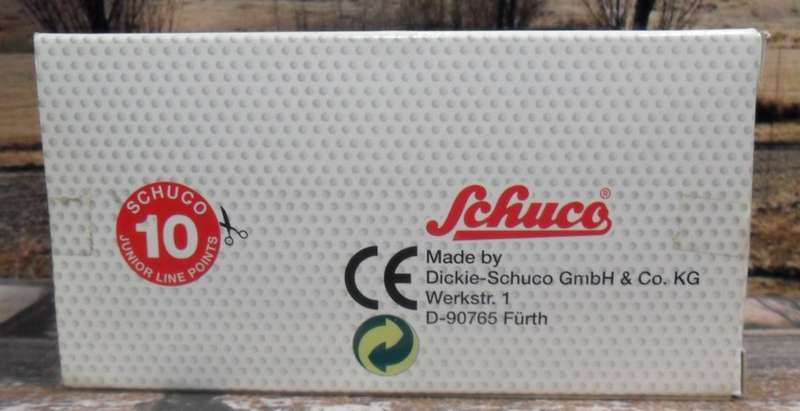 SCHUCO
10
JUNIOR LINE POINTS
Schuco®
CE
Made by
Dickie-Schuco GmbH & Co. KG
Werkstr. 1
D-90765 Fürth